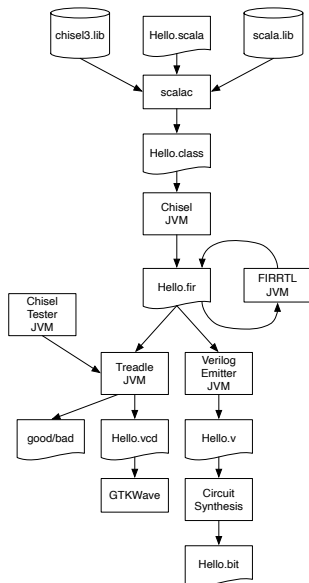 chisel3.lib
Hello.scala
scala.lib
scalac
Hello.class
Chisel
JVM
Hello.fir
FIRRTL
JVM
Chisel
Tester
JVM
Treadle
JVM
Verilog
Emitter
JVM
good/bad
Hello.vcd
Hello.v
GTKWave
Circuit
Synthesis
Hello.bit